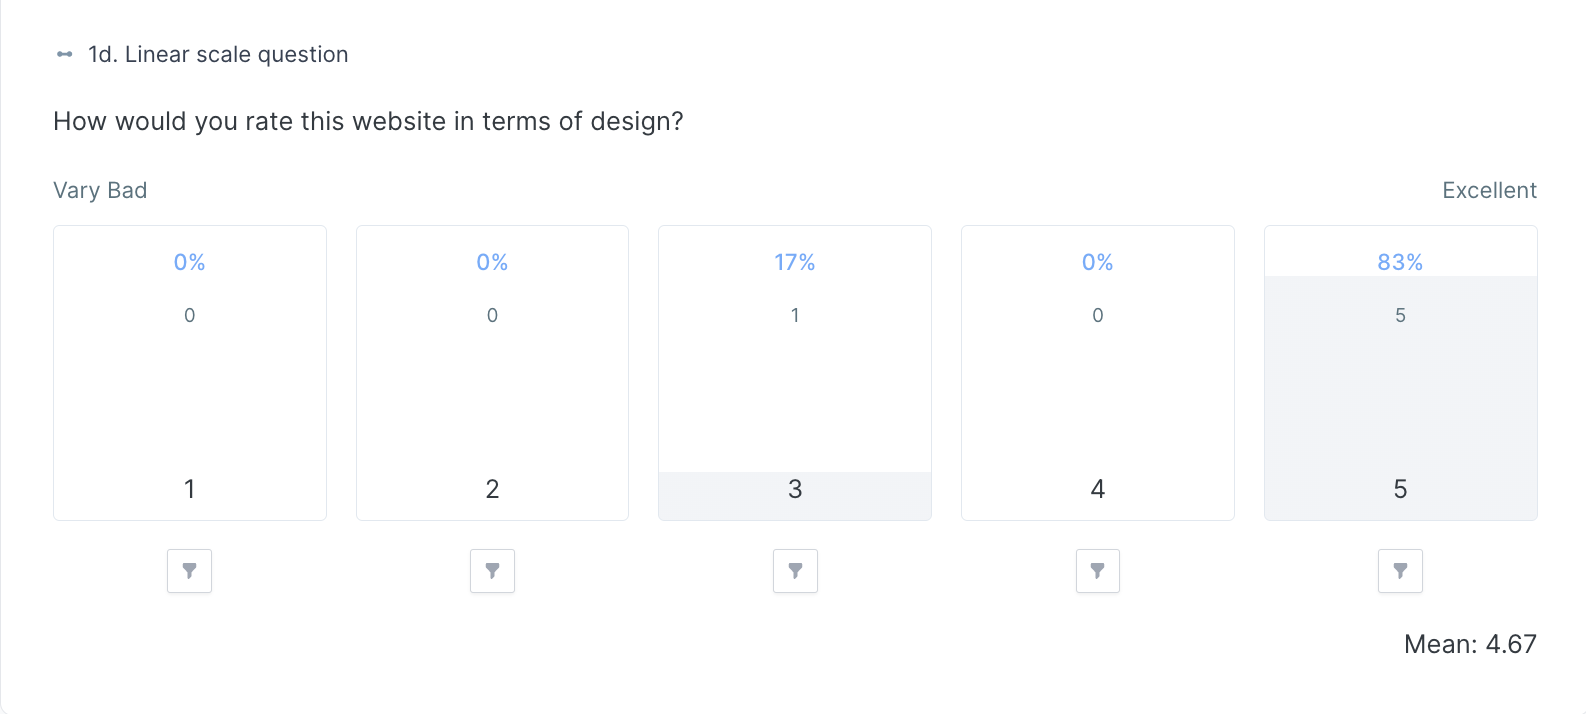 1d. Linear scale question
How would you rate this website in terms of design?
Vary Bad Excellent
0% 0% 17% 0% 83%
0 0 1 0 5
1 2 3 4 5
Mean: 4.67